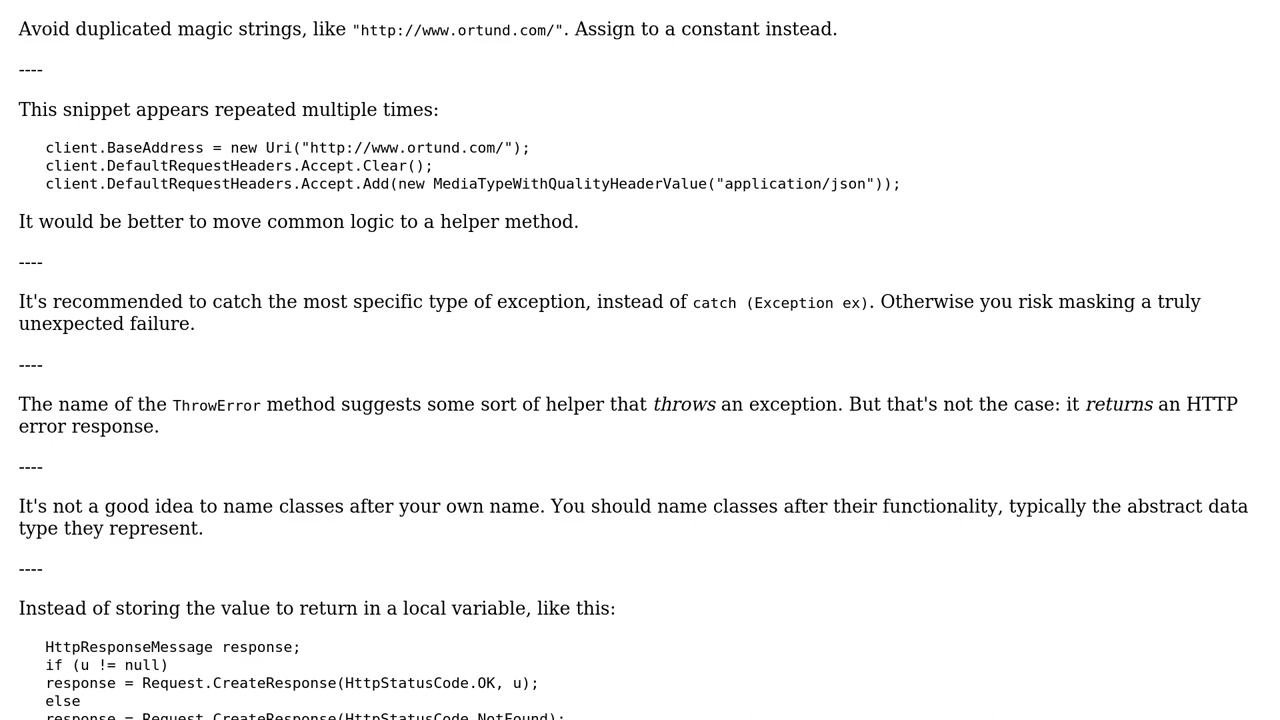 Avoid duplicated magic strings, like "http://www.ortund.com/". Assign to a constant instead.
----
This snippet appears repeated multiple times:
client.BaseAddress = new Uri("http://www.ortund.com/");
client.DefaultRequestHeaders.Accept.Clear();
client.DefaultRequestHeaders.Accept.Add(new MediaTypeWithQualityHeaderValue("application/json"));
It would be better to move common logic to a helper method.
----
It's recommended to catch the most specific type of exception, instead of catch (Exception ex). Otherwise you risk masking a truly
unexpected failure.
----
The name of the ThrowError method suggests some sort of helper that throws an exception. But that's not the case: it returns an HTTP
error response.
----
It's not a good idea to name classes after your own name. You should name classes after their functionality, typically the abstract data
type they represent.
----
Instead of storing the value to return in a local variable, like this:
HttpResponseMessage response;
if (u != null)
response = Request.CreateResponse(HttpStatusCode.OK, u);
else
response = Request.CreateResponse(HttpStatusCode.NotFound);